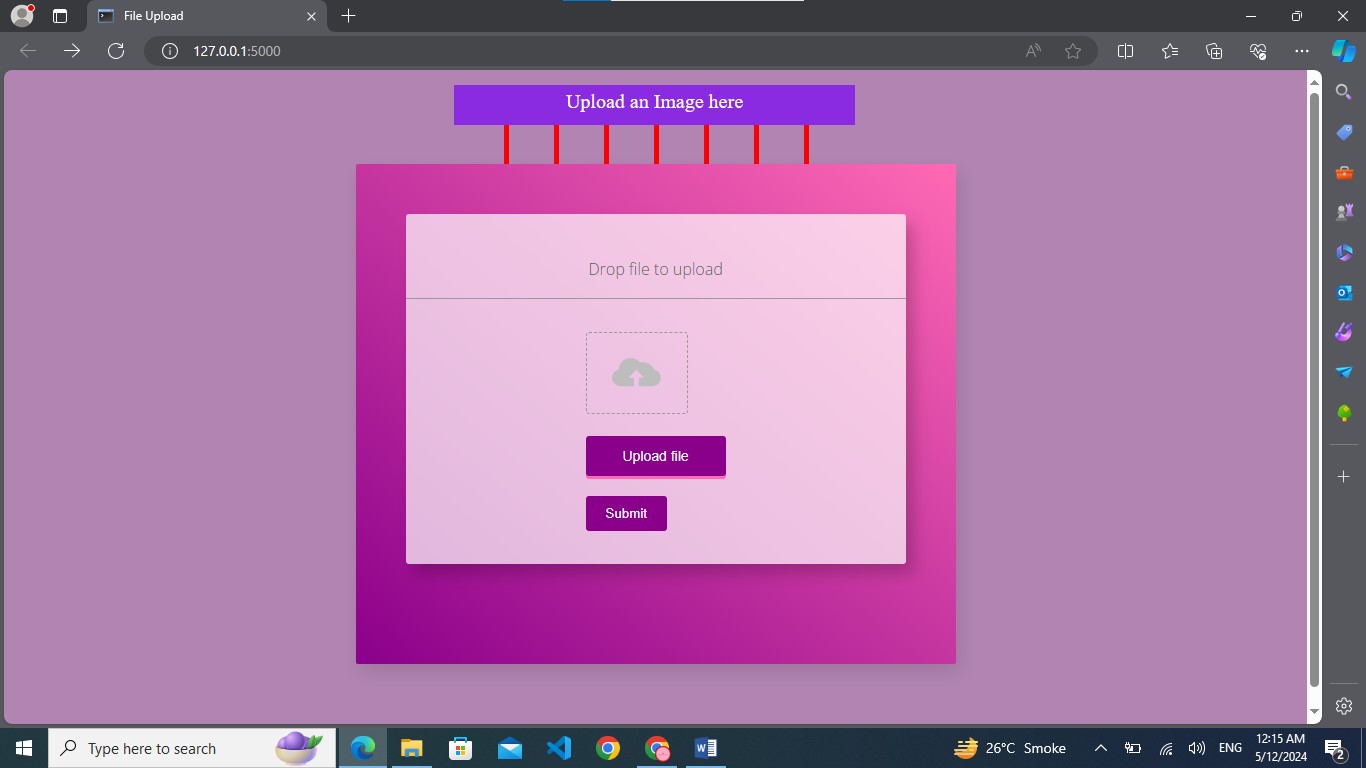 File Upload
127.0.0.1:5000
Upload an Image here
Drop file to upload
Upload file
Submit
Type here to search
26°C Smoke
ENG
12:15 AM
5/12/2024
2